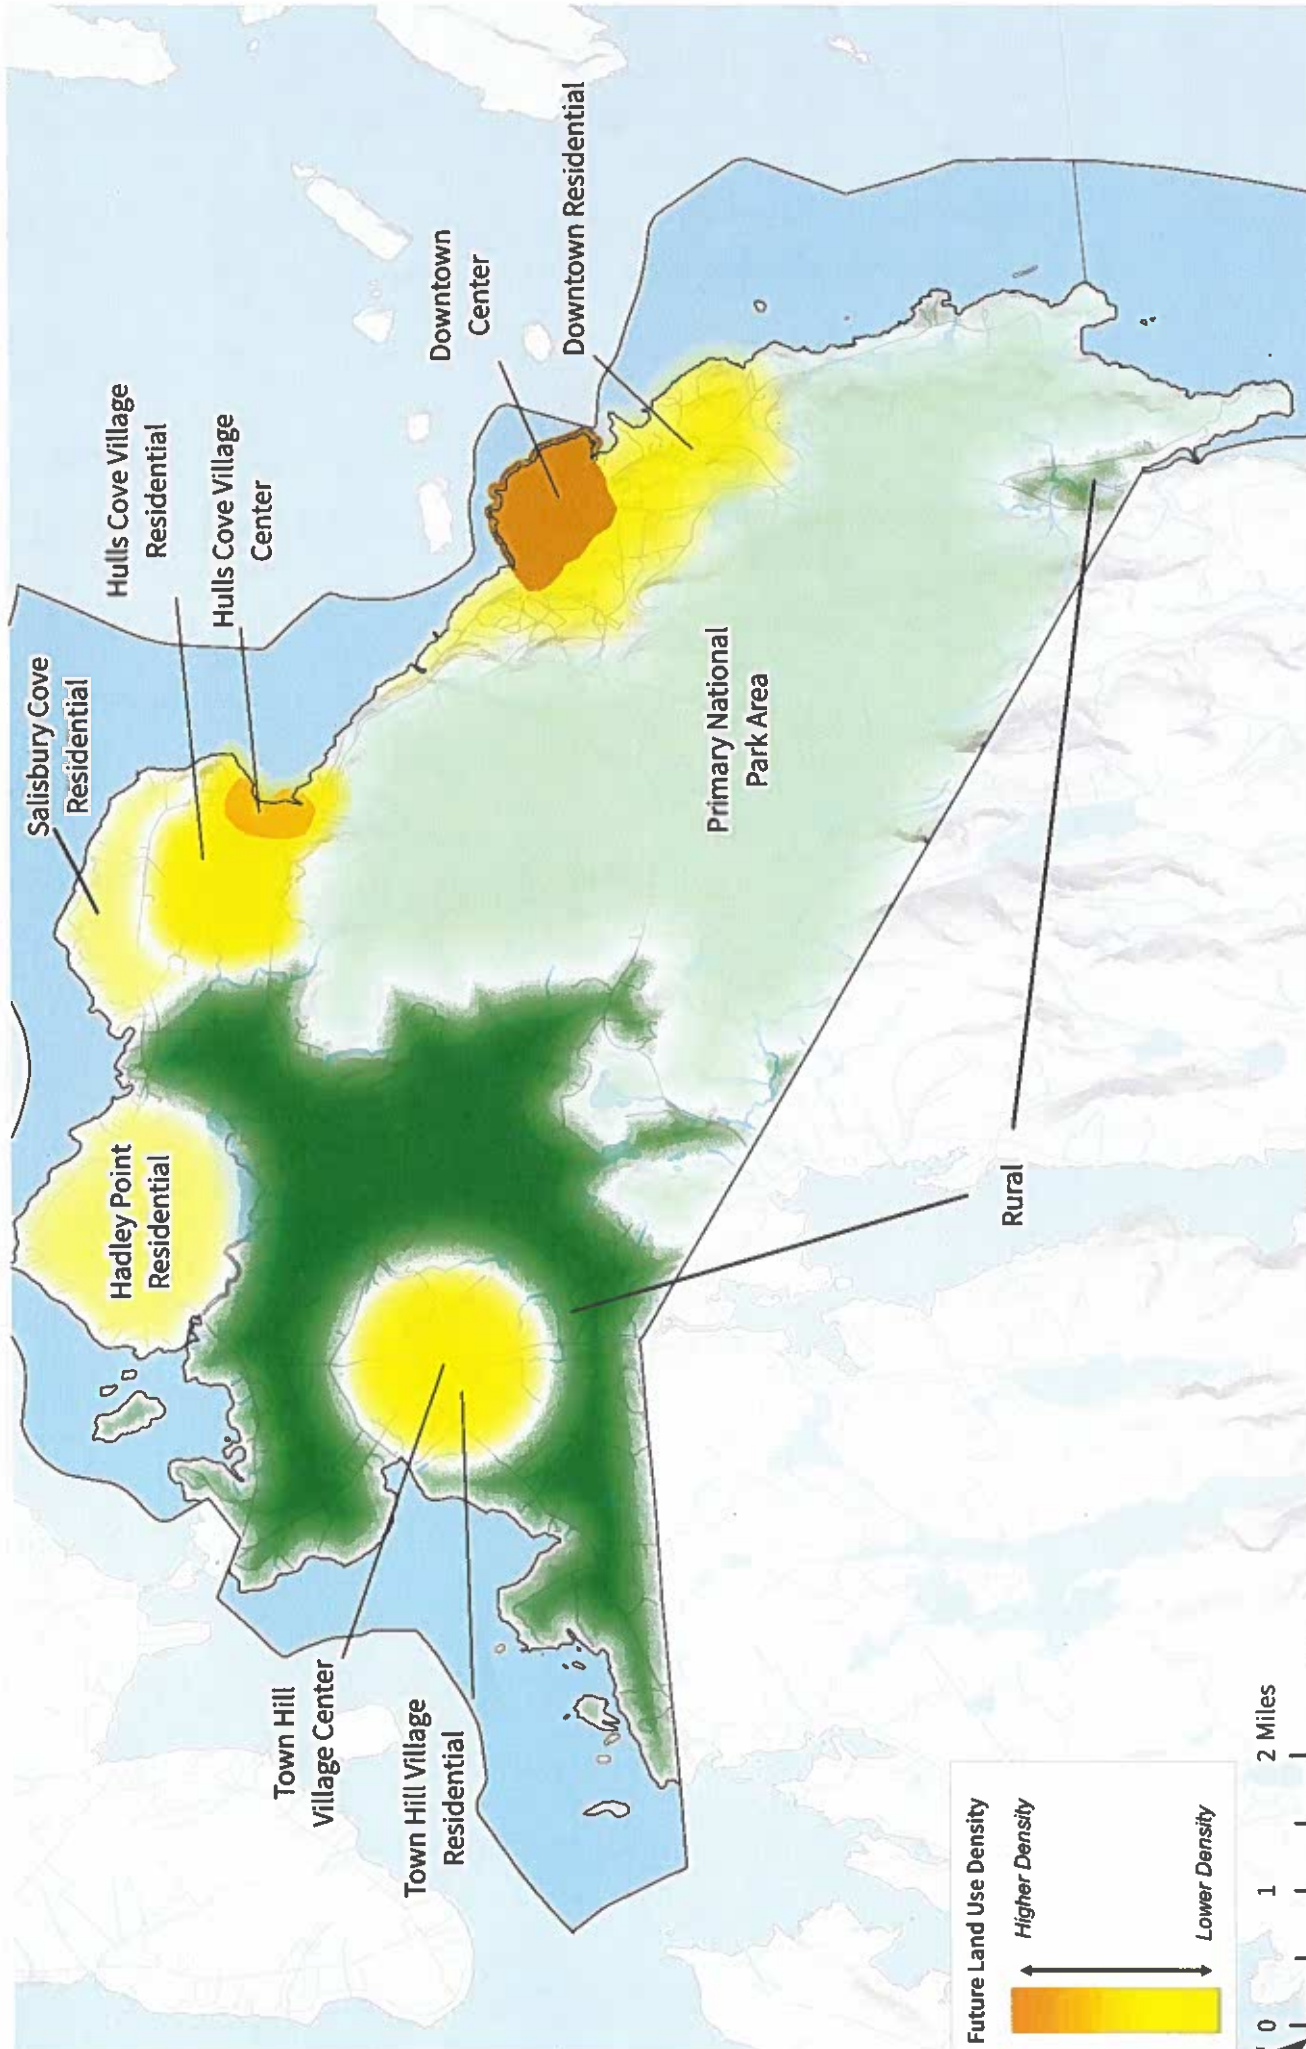 Salisbury Cove
Residential
Hulls Cove Village
Residential
Hulls Cove Village
Center
Downtown
Center
Downtown Residential
Hadley Point
Residential
Primary National
Park Area
Town Hill
Village Center
Town Hill Village
Residential
Rural
Future Land Use Density
Higher Density
Lower Density
0 1 2 Miles